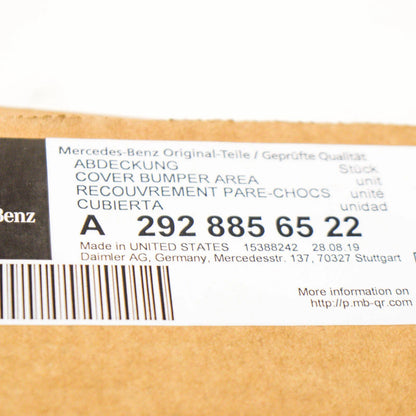 Mercedes-Benz Original-Teile / Geprüfte Qualität
ABDECKUNG Stück
COVER BUMPER AREA unit
RECOUVREMENT PARE-CHOCS unité
CUBIERTA unidad
Benz
A 292 885 65 22
Made in UNITED STATES 15388242 28.08.19
Daimler AG, Germany, Mercedesstr. 137, 70327 Stuttgart
More information on
http://p.mb-qr.com/